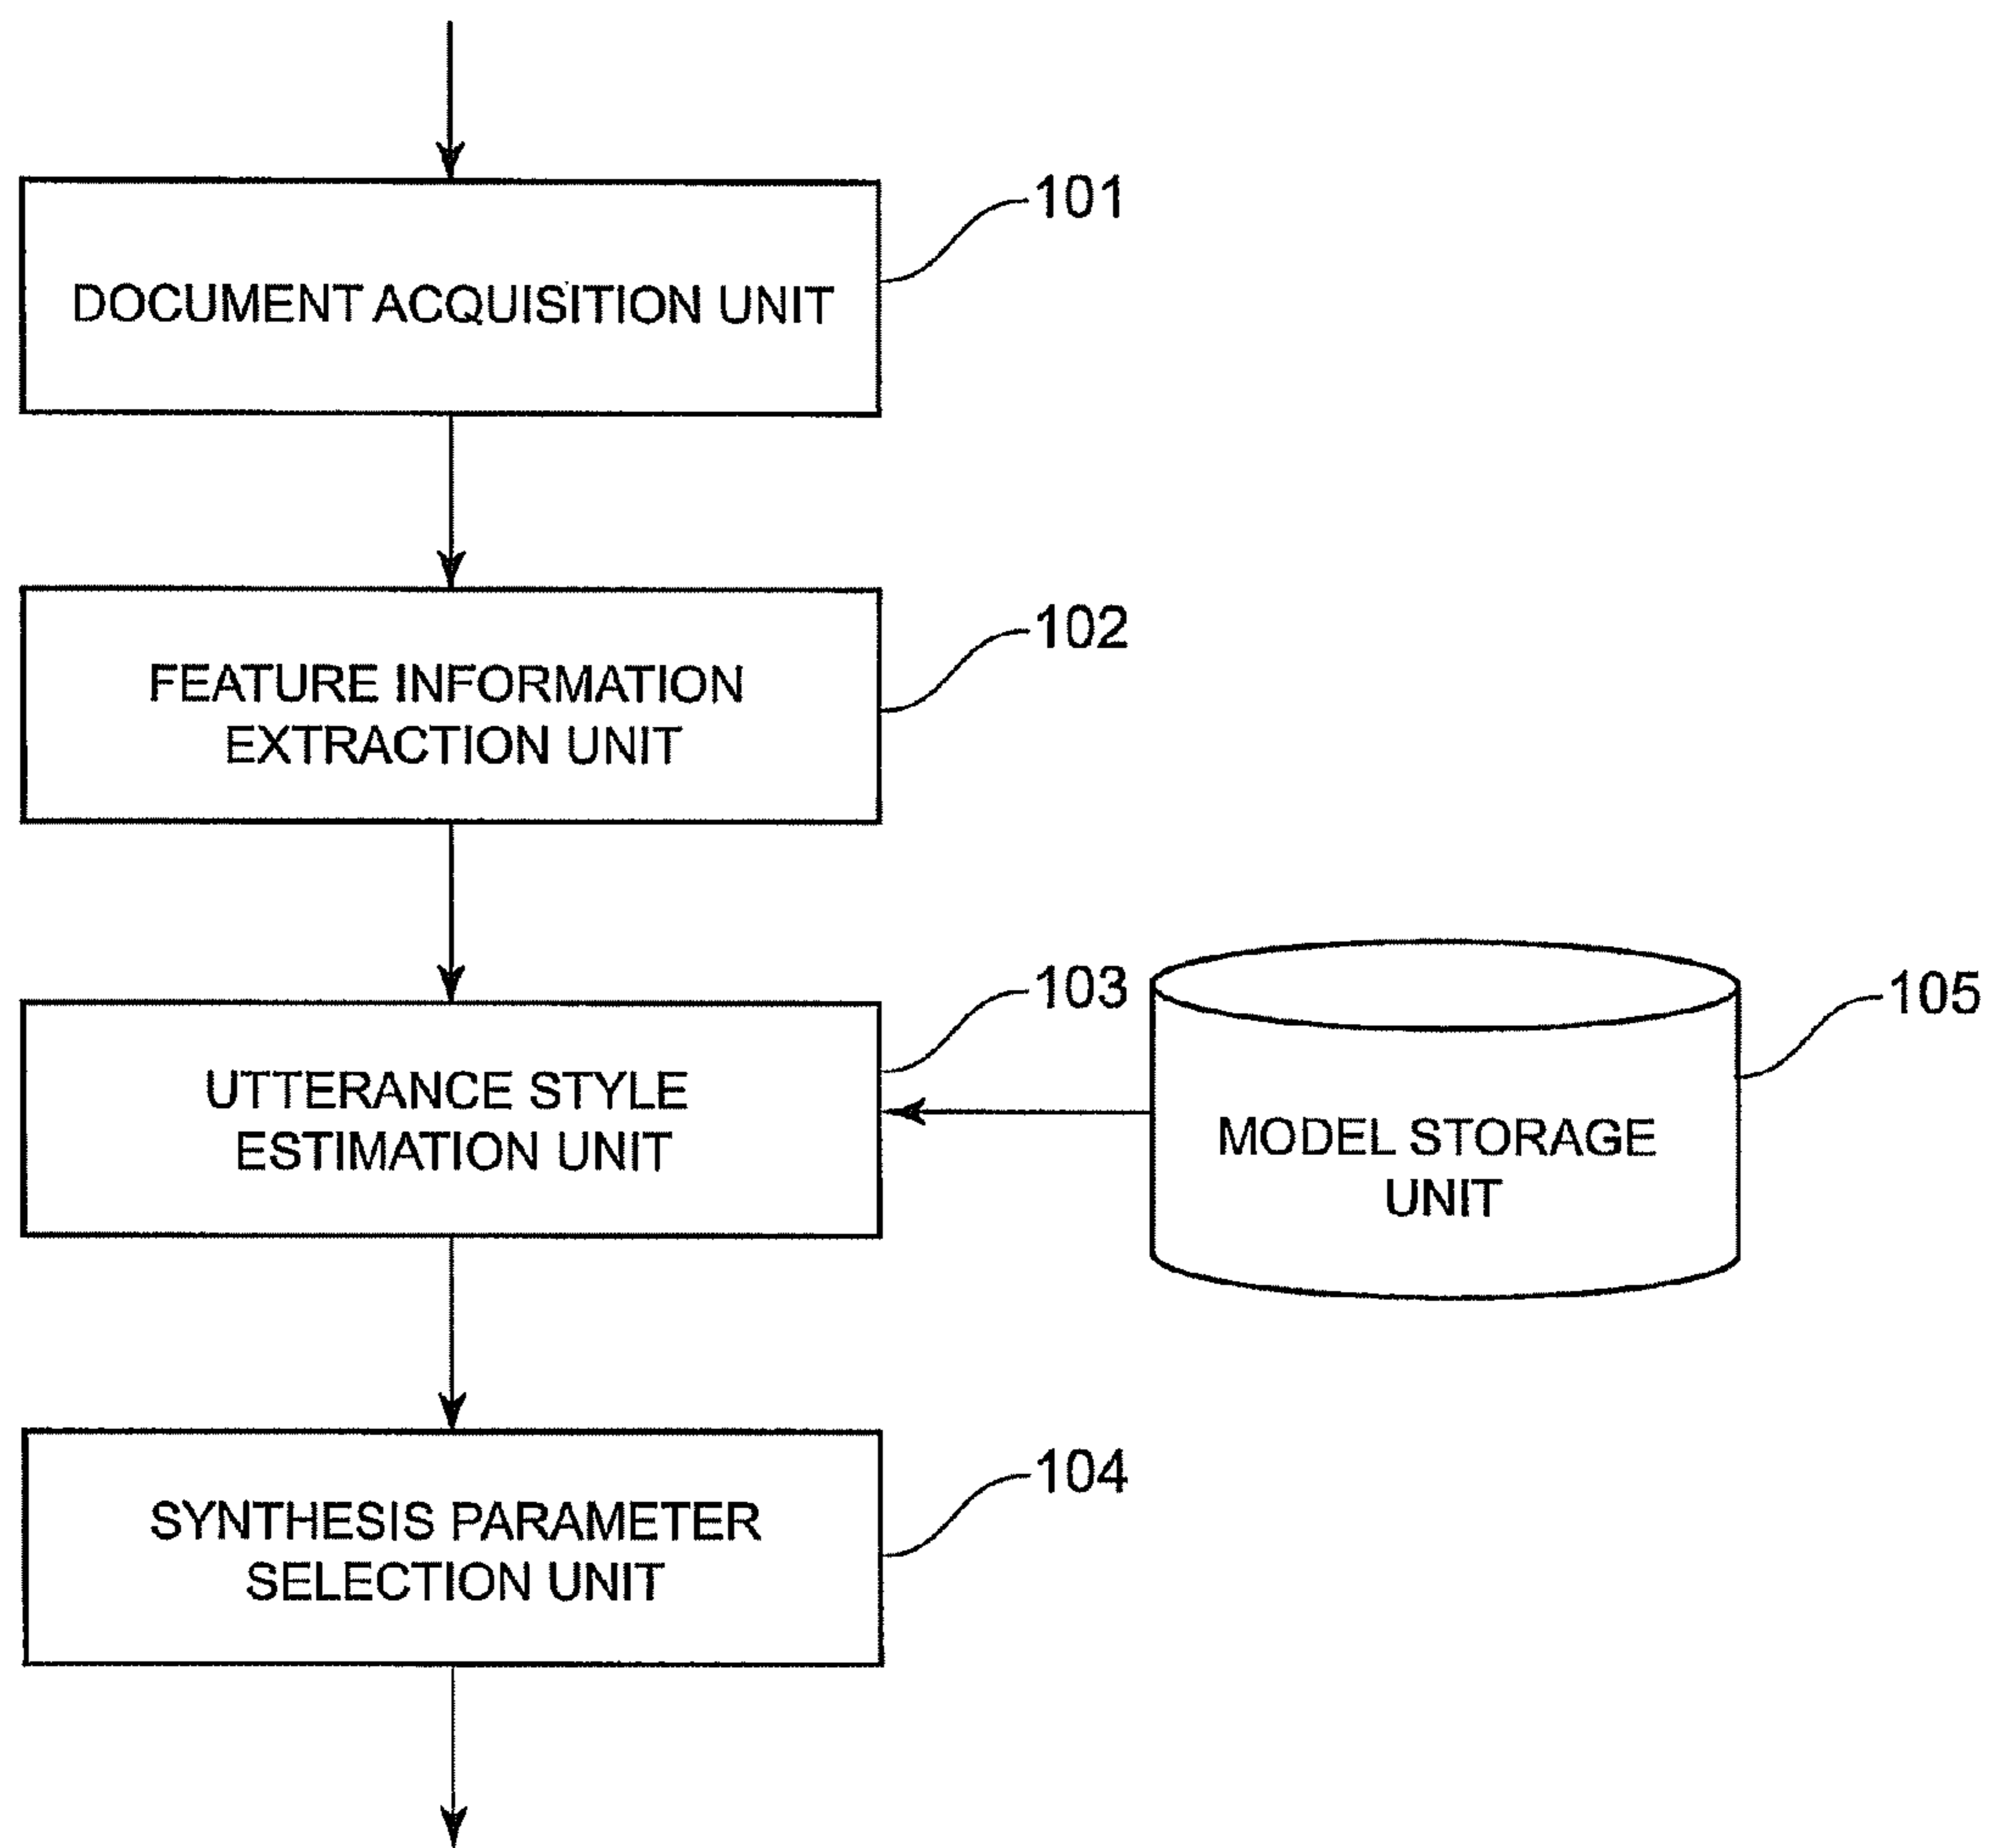 101
DOCUMENT ACQUISITION UNIT
102
FEATURE INFORMATION
EXTRACTION UNIT
103
UTTERANCE STYLE
ESTIMATION UNIT
105
MODEL STORAGE
UNIT
104
SYNTHESIS PARAMETER
SELECTION UNIT